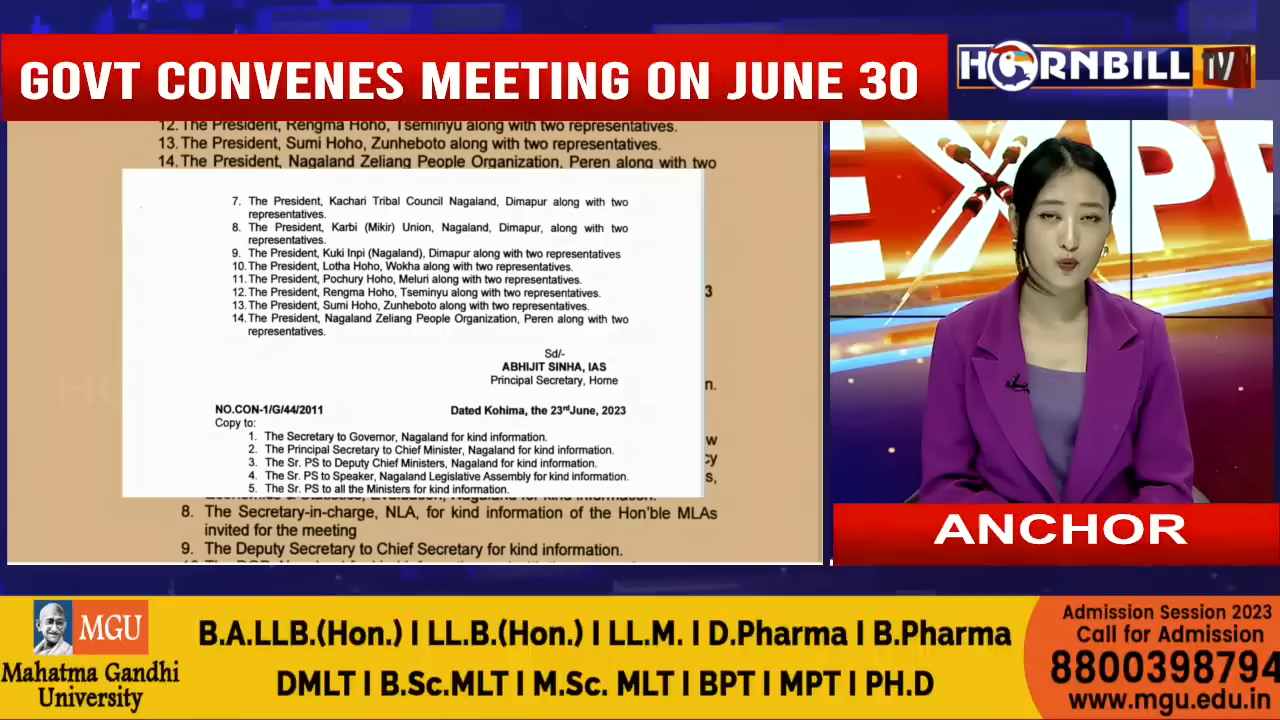 GOVT CONVENES MEETING ON JUNE 30
HORNBILL TV
12. The President, Rengma Hoho, Tseminyu along with two representatives.
13. The President, Sumi Hoho, Zunheboto along with two representatives.
14. The President, Nagaland Zeliang People Organization, Peren along with two
7. The President, Kachari Tribal Council Nagaland, Dimapur along with two
representatives.
8. The President, Karbi (Mikir) Union, Nagaland, Dimapur, along with two
representatives.
9. The President, Kuki Inpi (Nagaland), Dimapur along with two representatives
10. The President, Lotha Hoho, Wokha along with two representatives.
11. The President, Pochury Hoho, Meluri along with two representatives.
12. The President, Rengma Hoho, Tseminyu along with two representatives.
13. The President, Sumi Hoho, Zunheboto along with two representatives.
14. The President, Nagaland Zeliang People Organization, Peren along with two
representatives.
Sd/-
ABHIJIT SINHA, IAS
Principal Secretary, Home
NO.CON-1/G/44/2011 Dated Kohima, the 23rdJune, 2023
Copy to:
1. The Secretary to Governor, Nagaland for kind information.
2. The Principal Secretary to Chief Minister, Nagaland for kind information.
3. The Sr. PS to Deputy Chief Ministers, Nagaland for kind information.
4. The Sr. PS to Speaker, Nagaland Legislative Assembly for kind information.
5. The Sr. PS to all the Ministers for kind information.
8. The Secretary-in-charge, NLA, for kind information of the Hon'ble MLAs
invited for the meeting
9. The Deputy Secretary to Chief Secretary for kind information.
EXPR
ANCHOR
MGU
Mahatma Gandhi
University
B.A.LL.B.(Hon.) I LL.B.(Hon.) I LL.M. I D.Pharma I B.Pharma
DMLT I B.Sc.MLT I M.Sc. MLT I BPT I MPT I PH.D
Admission Session 2023
Call for Admission
8800398794
www.mgu.edu.in